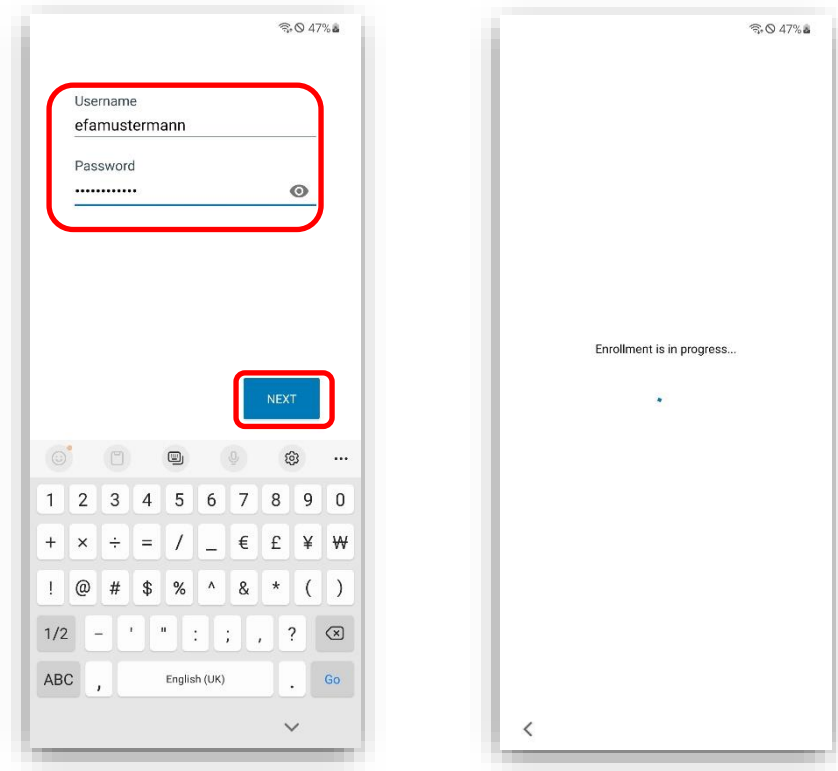 47%
Username
efamustermann
Password
••••••••••••
NEXT
1 2 3 4 5 6 7 8 9 0
+ × ÷ = / _ € £ ¥ ₩
! @ # $ % ^ & * ( )
1/2 - ' " : ; , ? 
ABC , English (UK) . Go
47%
Enrollment is in progress...